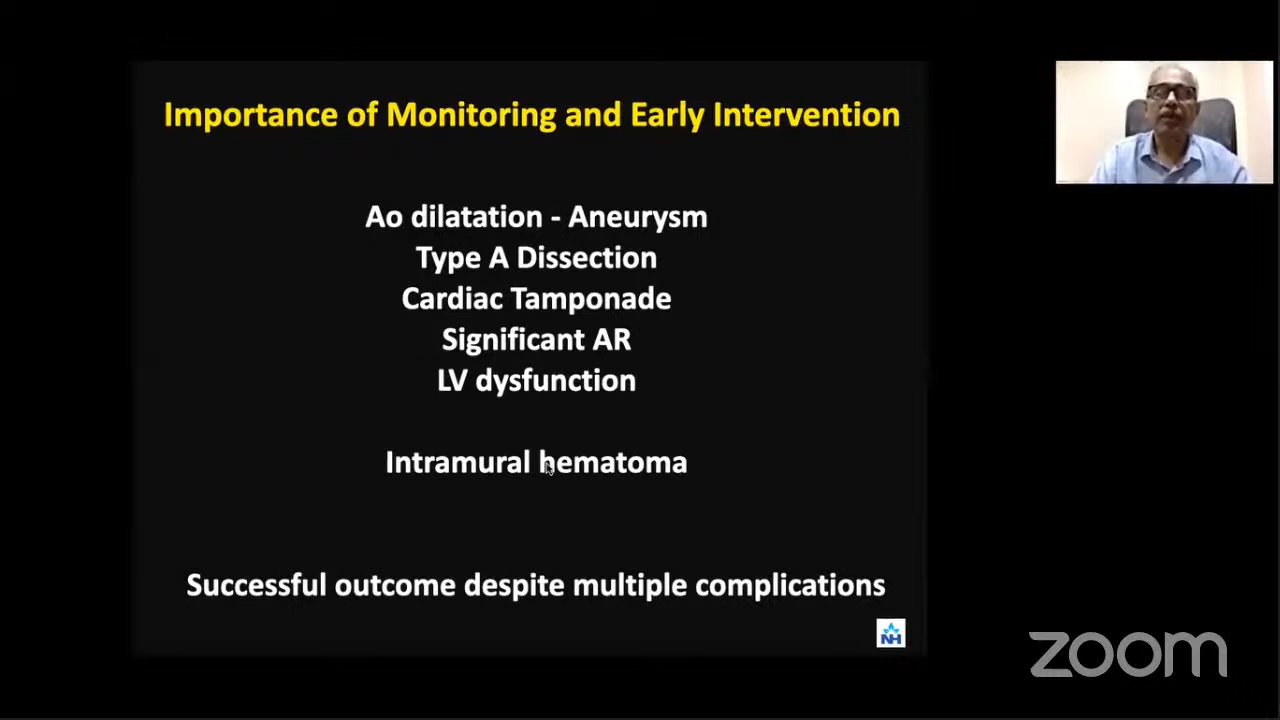 Importance of Monitoring and Early Intervention
Ao dilatation - Aneurysm
Type A Dissection
Cardiac Tamponade
Significant AR
LV dysfunction
Intramural hematoma
Successful outcome despite multiple complications
NH
zoom